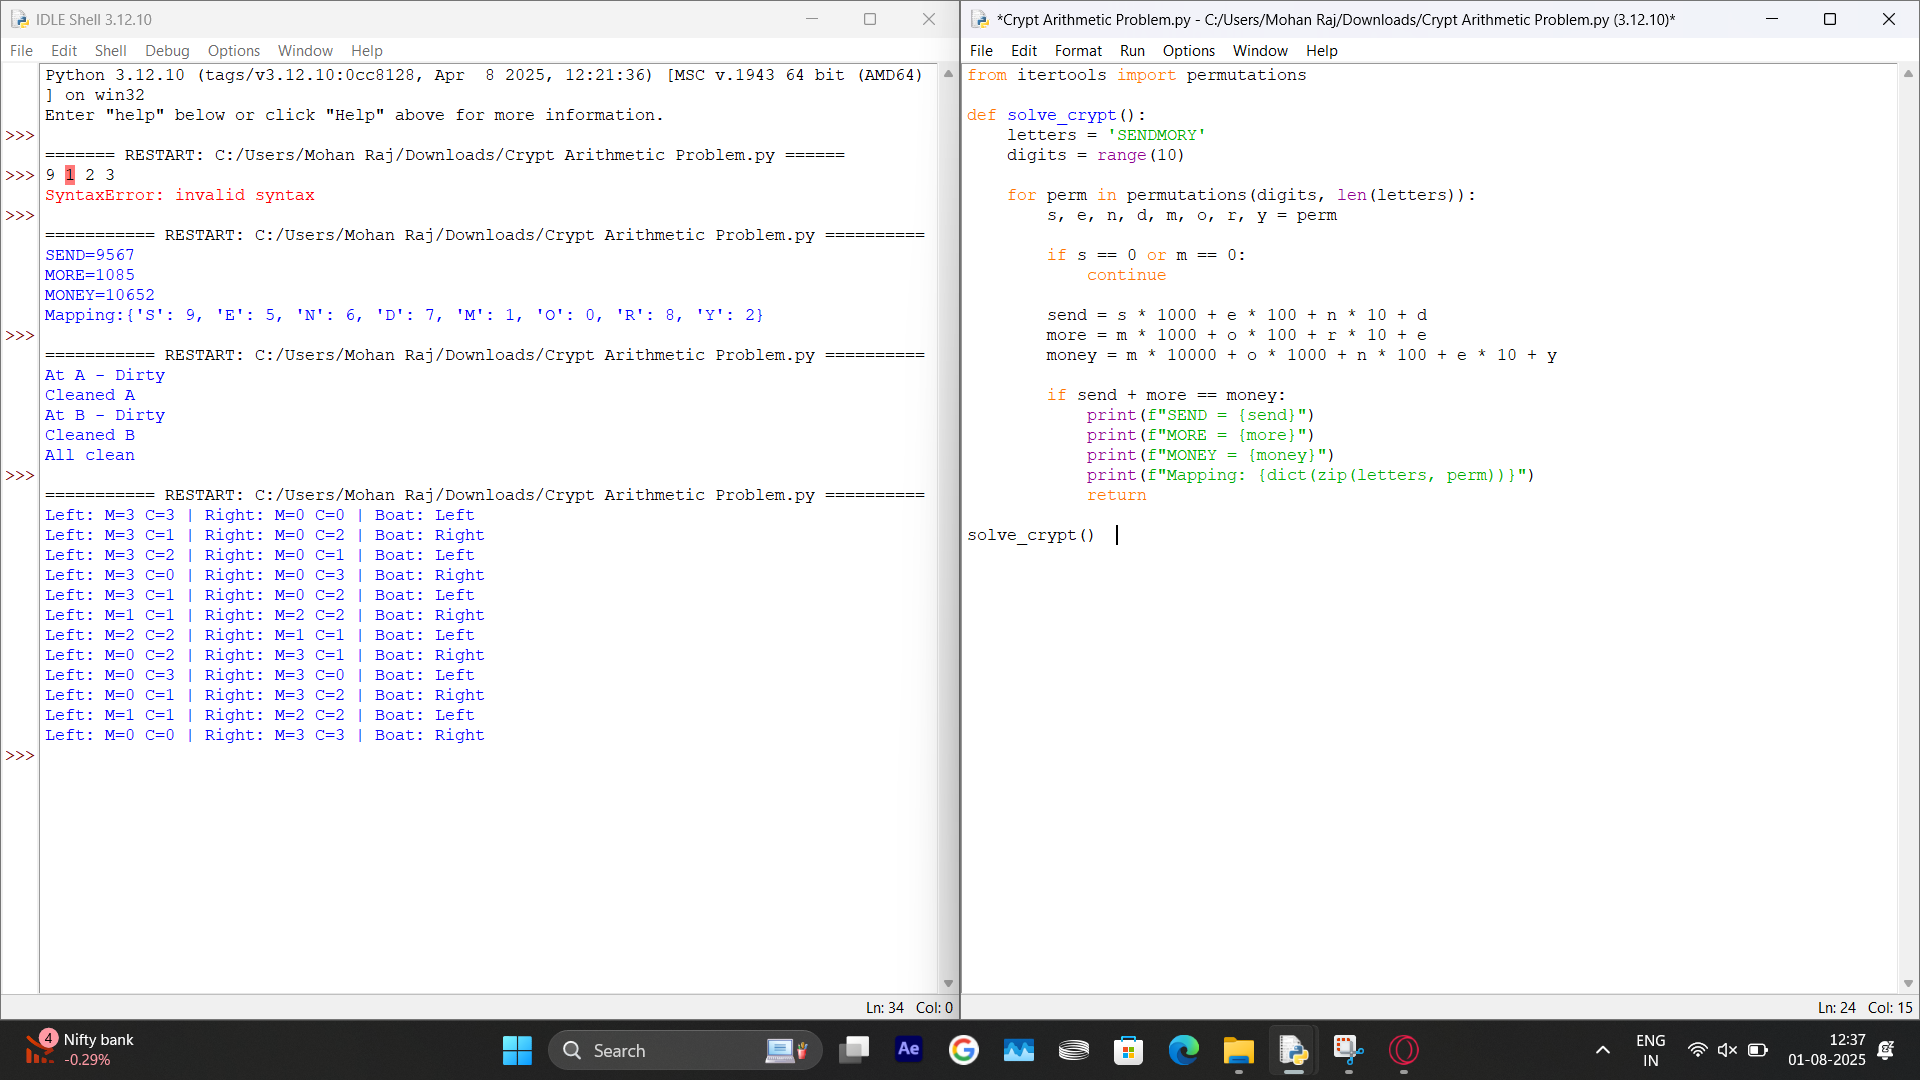 IDLE Shell 3.12.10
File Edit Shell Debug Options Window Help
Python 3.12.10 (tags/v3.12.10:0cc8128, Apr  8 2025, 12:21:36) [MSC v.1943 64 bit (AMD64)
] on win32
Enter "help" below or click "Help" above for more information.
>>>
======= RESTART: C:/Users/Mohan Raj/Downloads/Crypt Arithmetic Problem.py ======
>>> 9 1 2 3
SyntaxError: invalid syntax
>>>
=========== RESTART: C:/Users/Mohan Raj/Downloads/Crypt Arithmetic Problem.py ==========
SEND=9567
MORE=1085
MONEY=10652
Mapping:{'S': 9, 'E': 5, 'N': 6, 'D': 7, 'M': 1, 'O': 0, 'R': 8, 'Y': 2}
>>>
=========== RESTART: C:/Users/Mohan Raj/Downloads/Crypt Arithmetic Problem.py ==========
At A - Dirty
Cleaned A
At B - Dirty
Cleaned B
All clean
>>>
=========== RESTART: C:/Users/Mohan Raj/Downloads/Crypt Arithmetic Problem.py ==========
Left: M=3 C=3 | Right: M=0 C=0 | Boat: Left
Left: M=3 C=1 | Right: M=0 C=2 | Boat: Right
Left: M=3 C=2 | Right: M=0 C=1 | Boat: Left
Left: M=3 C=0 | Right: M=0 C=3 | Boat: Right
Left: M=3 C=1 | Right: M=0 C=2 | Boat: Left
Left: M=1 C=1 | Right: M=2 C=2 | Boat: Right
Left: M=2 C=2 | Right: M=1 C=1 | Boat: Left
Left: M=0 C=2 | Right: M=3 C=1 | Boat: Right
Left: M=0 C=3 | Right: M=3 C=0 | Boat: Left
Left: M=0 C=1 | Right: M=3 C=2 | Boat: Right
Left: M=1 C=1 | Right: M=2 C=2 | Boat: Left
Left: M=0 C=0 | Right: M=3 C=3 | Boat: Right
>>>
Ln: 34 Col: 0
*Crypt Arithmetic Problem.py - C:/Users/Mohan Raj/Downloads/Crypt Arithmetic Problem.py (3.12.10)*
File Edit Format Run Options Window Help
from itertools import permutations
def solve_crypt():
    letters = 'SENDMORY'
    digits = range(10)
    for perm in permutations(digits, len(letters)):
        s, e, n, d, m, o, r, y = perm
        if s == 0 or m == 0:
            continue
        send = s * 1000 + e * 100 + n * 10 + d
        more = m * 1000 + o * 100 + r * 10 + e
        money = m * 10000 + o * 1000 + n * 100 + e * 10 + y
        if send + more == money:
            print(f"SEND = {send}")
            print(f"MORE = {more}")
            print(f"MONEY = {money}")
            print(f"Mapping: {dict(zip(letters, perm))}")
            return
solve_crypt()
Ln: 24 Col: 15
4
Nifty bank
-0.29%
Search
Ae
ENG
IN
12:37
01-08-2025